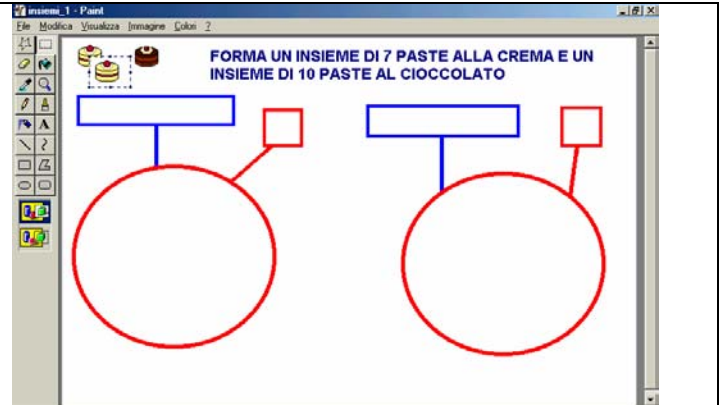 insiemi_1 - Paint
File Modifica Visualizza Immagine Colori ?
FORMA UN INSIEME DI 7 PASTE ALLA CREMA E UN
INSIEME DI 10 PASTE AL CIOCCOLATO